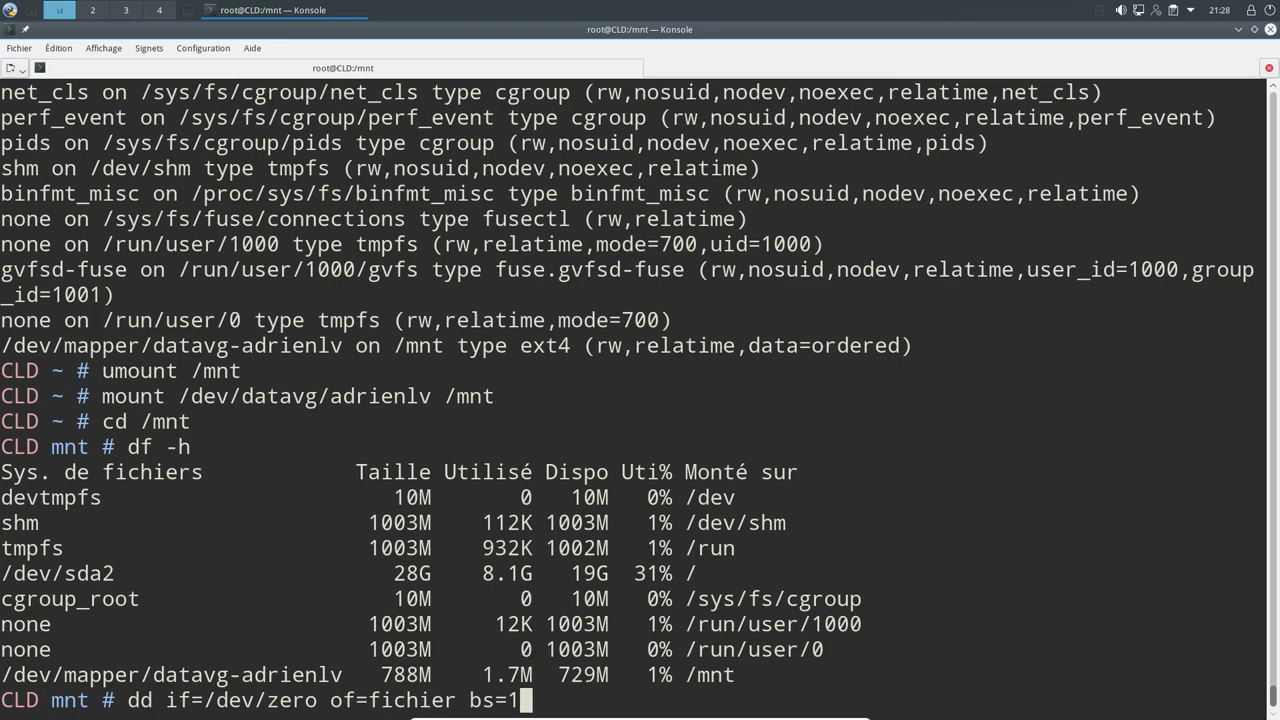 2
3
4
root@CLD:/mnt — Konsole
21:28
root@CLD:/mnt — Konsole
Fichier Édition Affichage Signets Configuration Aide
root@CLD:/mnt
net_cls on /sys/fs/cgroup/net_cls type cgroup (rw,nosuid,nodev,noexec,relatime,net_cls)
perf_event on /sys/fs/cgroup/perf_event type cgroup (rw,nosuid,nodev,noexec,relatime,perf_event)
pids on /sys/fs/cgroup/pids type cgroup (rw,nosuid,nodev,noexec,relatime,pids)
shm on /dev/shm type tmpfs (rw,nosuid,nodev,noexec,relatime)
binfmt_misc on /proc/sys/fs/binfmt_misc type binfmt_misc (rw,nosuid,nodev,noexec,relatime)
none on /sys/fs/fuse/connections type fusectl (rw,relatime)
none on /run/user/1000 type tmpfs (rw,relatime,mode=700,uid=1000)
gvfsd-fuse on /run/user/1000/gvfs type fuse.gvfsd-fuse (rw,nosuid,nodev,relatime,user_id=1000,group
_id=1001)
none on /run/user/0 type tmpfs (rw,relatime,mode=700)
/dev/mapper/datavg-adrienlv on /mnt type ext4 (rw,relatime,data=ordered)
CLD ~ # umount /mnt
CLD ~ # mount /dev/datavg/adrienlv /mnt
CLD ~ # cd /mnt
CLD mnt # df -h
Sys. de fichiers Taille Utilisé Dispo Uti% Monté sur
devtmpfs 10M 0 10M 0% /dev
shm 1003M 112K 1003M 1% /dev/shm
tmpfs 1003M 932K 1002M 1% /run
/dev/sda2 28G 8.1G 19G 31% /
cgroup_root 10M 0 10M 0% /sys/fs/cgroup
none 1003M 12K 1003M 1% /run/user/1000
none 1003M 0 1003M 0% /run/user/0
/dev/mapper/datavg-adrienlv 788M 1.7M 729M 1% /mnt
CLD mnt # dd if=/dev/zero of=fichier bs=1